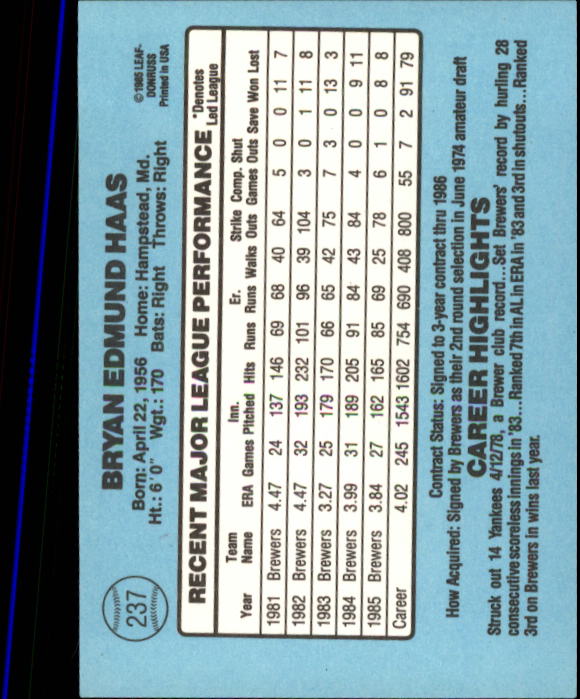 237
BRYAN EDMUND HAAS
©1985 LEAF-
DONRUSS
Printed in USA
Born: April 22, 1956 Home: Hampstead, Md.
Ht.: 6'0" Wgt.: 170 Bats: Right Throws: Right
RECENT MAJOR LEAGUE PERFORMANCE *Denotes Led League
Year Team Name ERA Games Inn. Pitched Hits Runs Er. Runs Walks Strike Outs Comp. Games Shut Outs Save Won Lost
1981 Brewers 4.47 24 137 146 69 68 40 64 5 0 0 11 7
1982 Brewers 4.47 32 193 232 101 96 39 104 3 0 1 11 8
1983 Brewers 3.27 25 179 170 66 65 42 75 7 3 0 13 3
1984 Brewers 3.99 31 189 205 91 84 43 84 4 0 0 9 11
1985 Brewers 3.84 27 162 165 85 69 25 78 6 1 0 8 8
Career 4.02 245 1543 1602 754 690 408 800 55 7 2 91 79
Contract Status: Signed to 3-year contract thru 1986
How Acquired: Signed by Brewers as their 2nd round selection in June 1974 amateur draft
CAREER HIGHLIGHTS
Struck out 14 Yankees 4/12/78, a Brewer club record...Set Brewers' record by hurling 28
consecutive scoreless innings in '83...Ranked 7th in AL in ERA in '83 and 3rd in shutouts...Ranked
3rd on Brewers in wins last year.